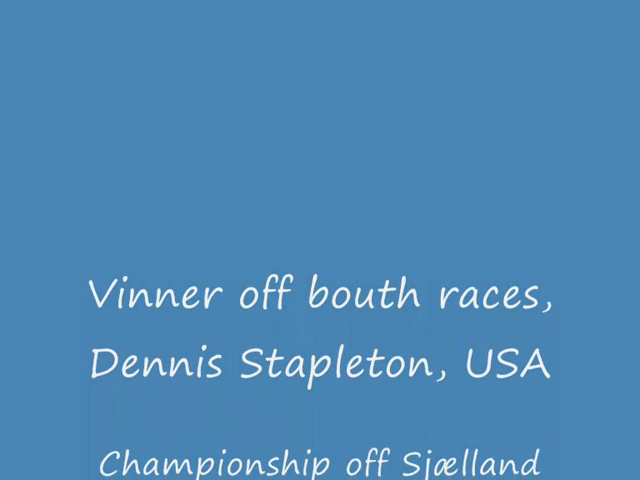 Vinner off bouth races,
Dennis Stapleton, USA
Championship off Sjælland